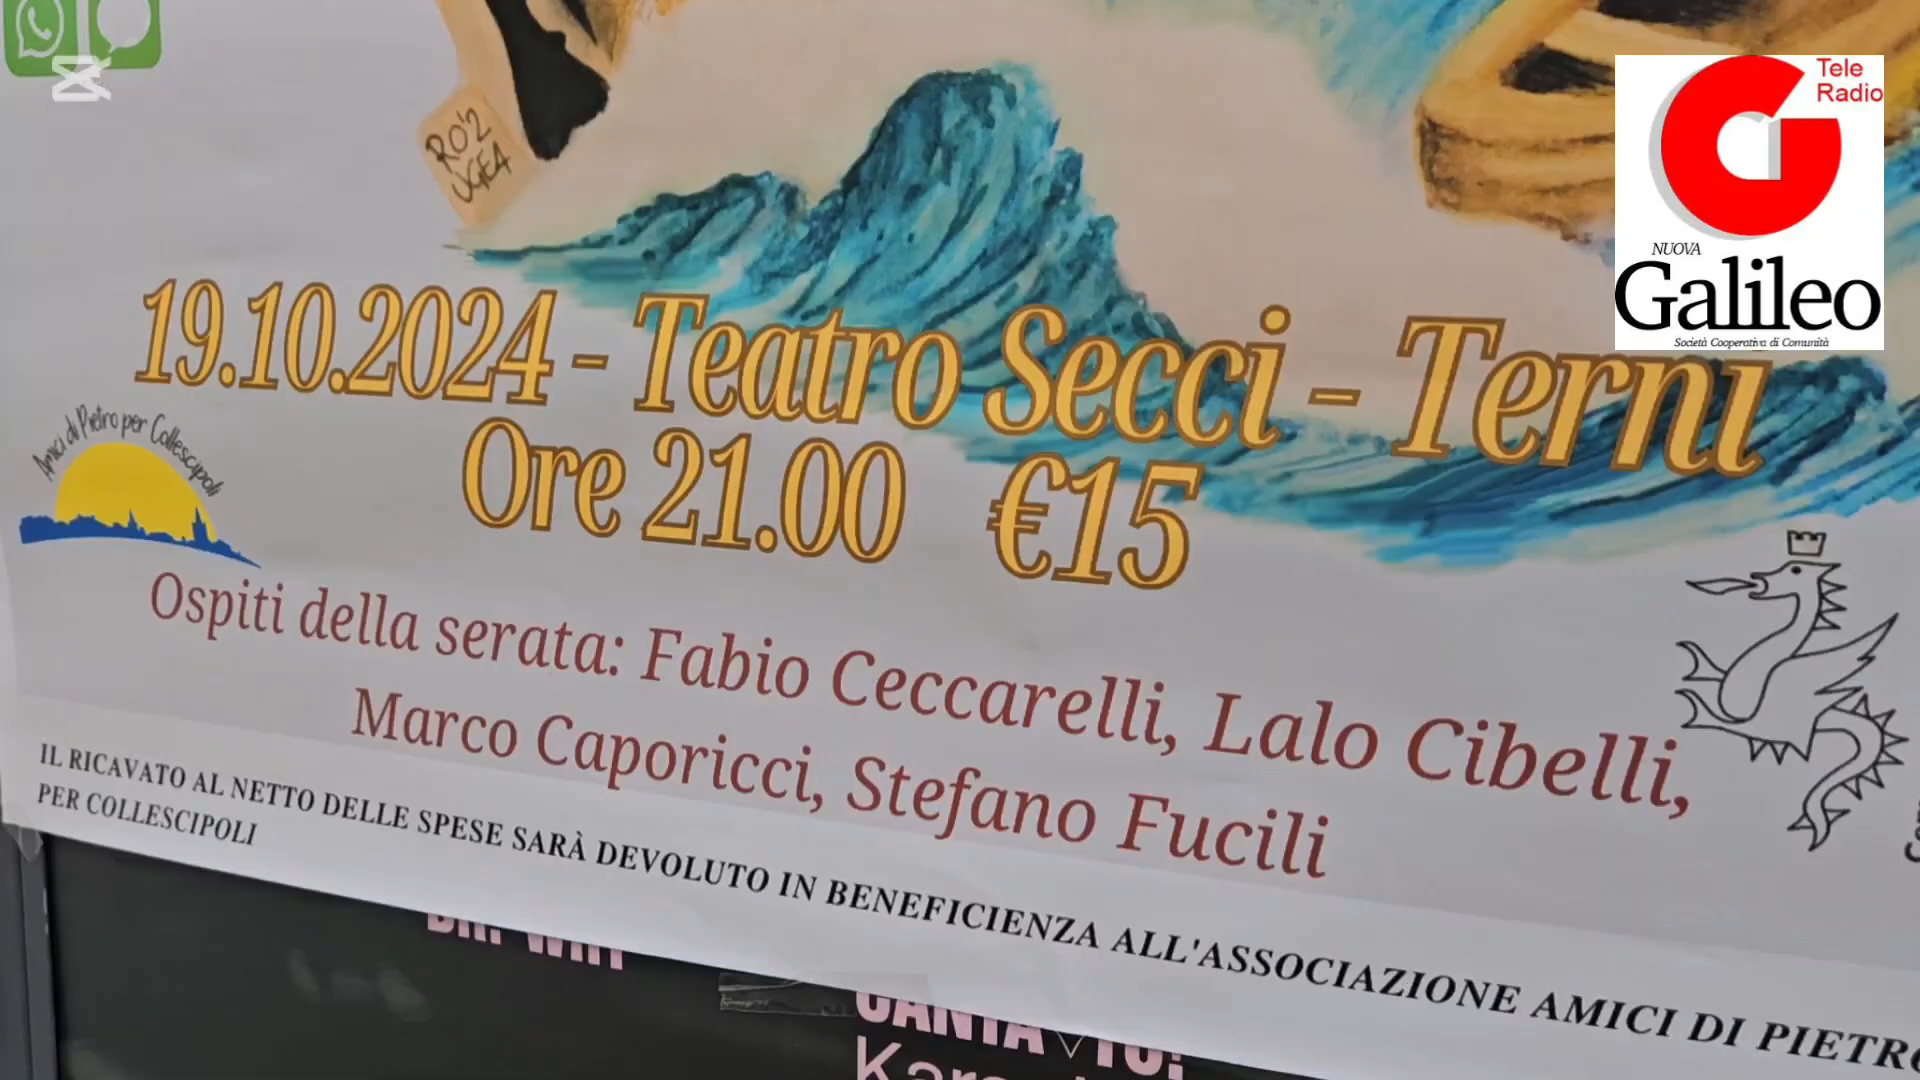 Tele
Radio
NUOVA
Galileo
Società Cooperativa di Comunità
RO'2
19.10.2024 - Teatro Secci - Terni
Ore 21.00 €15
Amici di Pietro per Collescipoli
Ospiti della serata: Fabio Ceccarelli, Lalo Cibelli,
Marco Caporicci, Stefano Fucili
IL RICAVATO AL NETTO DELLE SPESE SARÀ DEVOLUTO IN BENEFICIENZA ALL'ASSOCIAZIONE AMICI DI PIETRO
PER COLLESCIPOLI